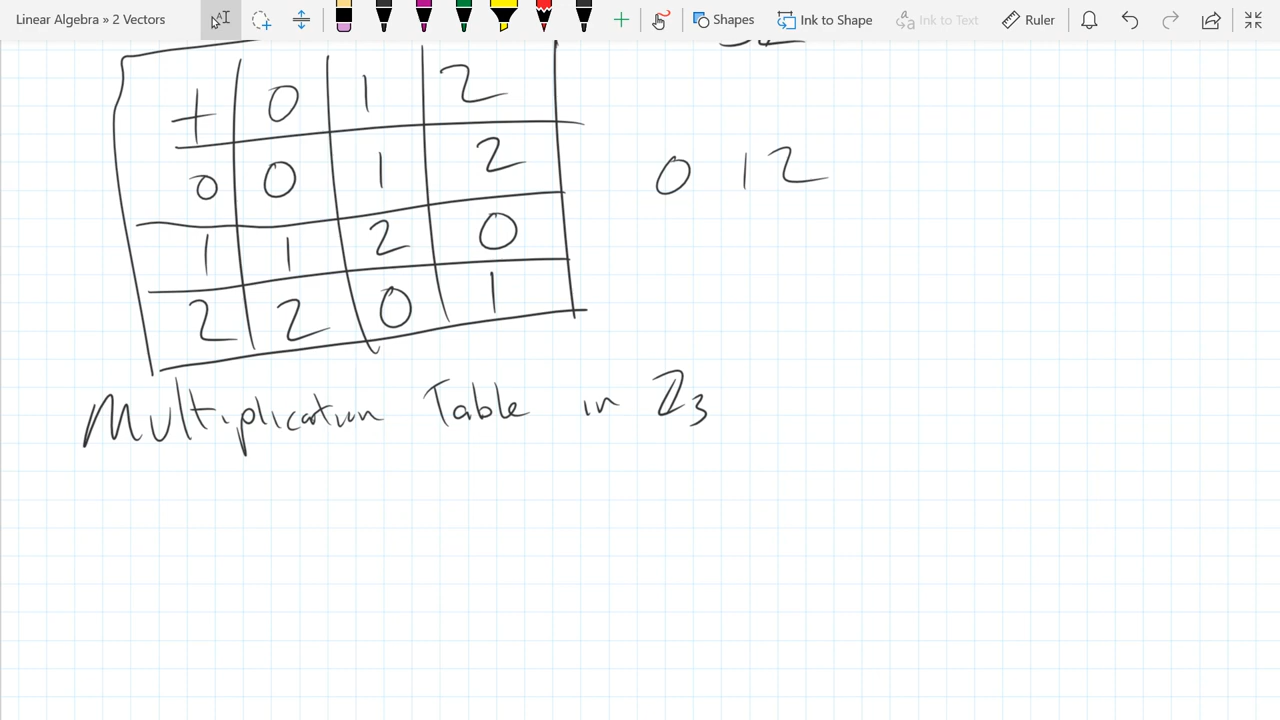 Linear Algebra » 2 Vectors
Shapes
Ink to Shape
Ink to Text
Ruler
+ 0 1 2
0 0 1 2
1 1 2 0
2 2 0 1
0 1 2
Multiplication Table in Z3